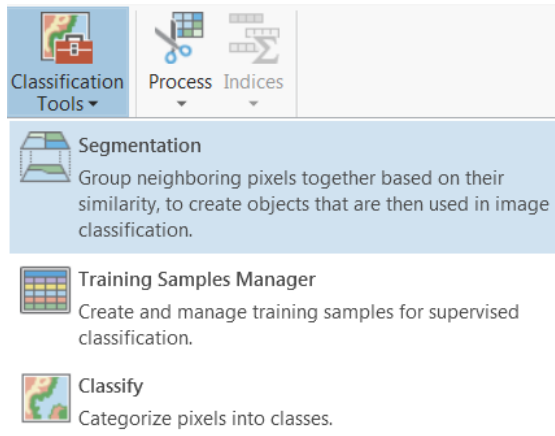 Classification
Tools
Process
Indices
Segmentation
Group neighboring pixels together based on their
similarity, to create objects that are then used in image
classification.
Training Samples Manager
Create and manage training samples for supervised
classification.
Classify
Categorize pixels into classes.